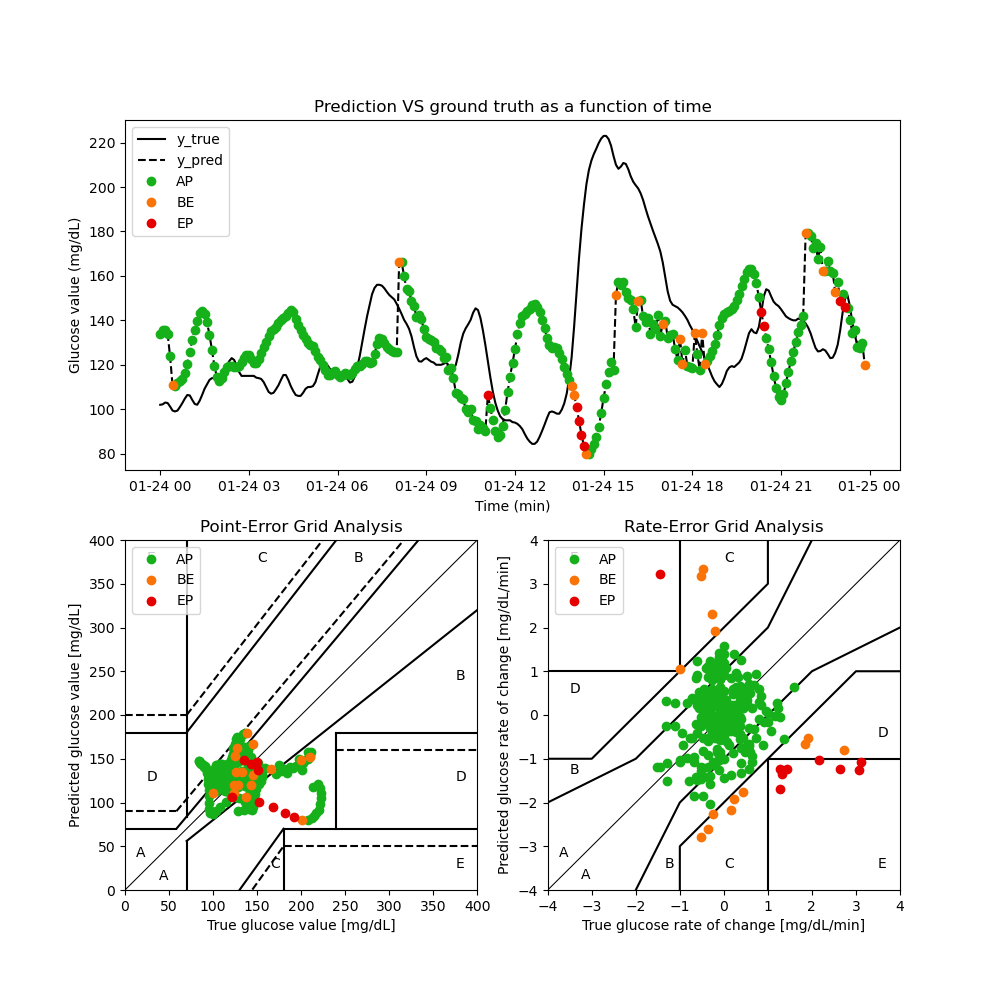 Prediction VS ground truth as a function of time
Glucose value (mg/dL)
220
200
180
160
140
120
100
80
y_true
y_pred
AP
BE
EP
01-24 00
01-24 03
01-24 06
01-24 09
01-24 12
01-24 15
01-24 18
01-24 21
01-25 00
Time (min)
Point-Error Grid Analysis
Predicted glucose value [mg/dL]
400
350
300
250
200
150
100
50
0
AP
BE
EP
C
B
B
D
D
A
A
C
E
0
50
100
150
200
250
300
350
400
True glucose value [mg/dL]
Rate-Error Grid Analysis
Predicted glucose rate of change [mg/dL/min]
4
3
2
1
0
−1
−2
−3
−4
AP
BE
EP
C
D
D
B
A
A
B
C
E
−4
−3
−2
−1
0
1
2
3
4
True glucose rate of change [mg/dL/min]